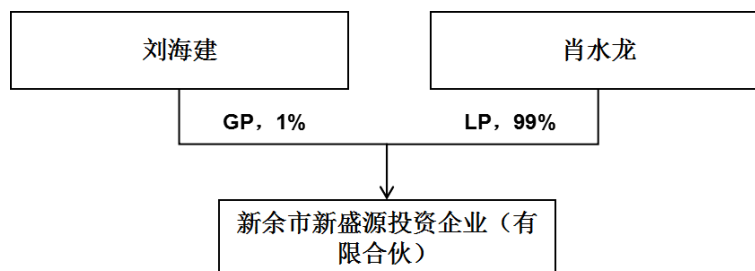 刘海建
肖水龙
GP，1%
LP，99%
新余市新盛源投资企业（有
限合伙）